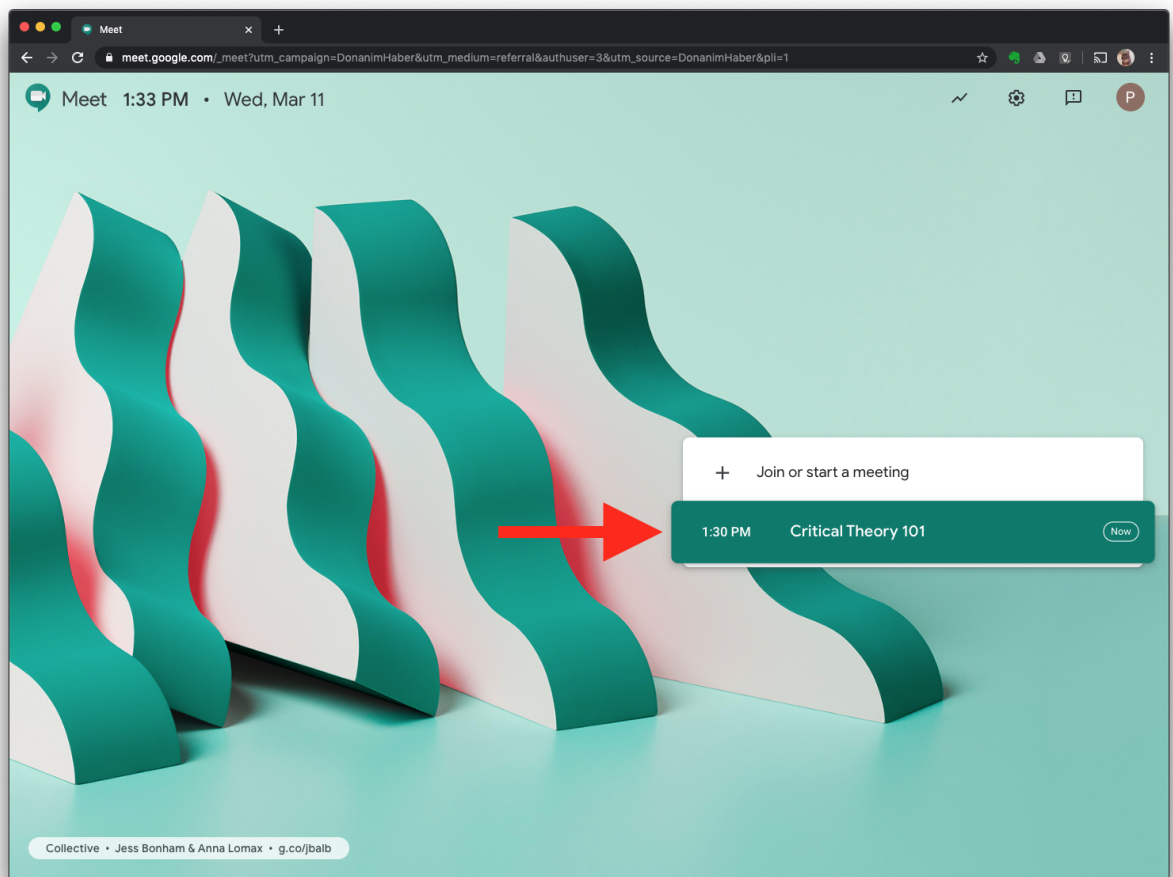 Meet
meet.google.com/_meet?utm_campaign=DonanimHaber&utm_medium=referral&authuser=3&utm_source=DonanimHaber&pli=1
Meet 1:33 PM • Wed, Mar 11
P
Join or start a meeting
1:30 PM Critical Theory 101 Now
Collective • Jess Bonham & Anna Lomax • g.co/jbalb